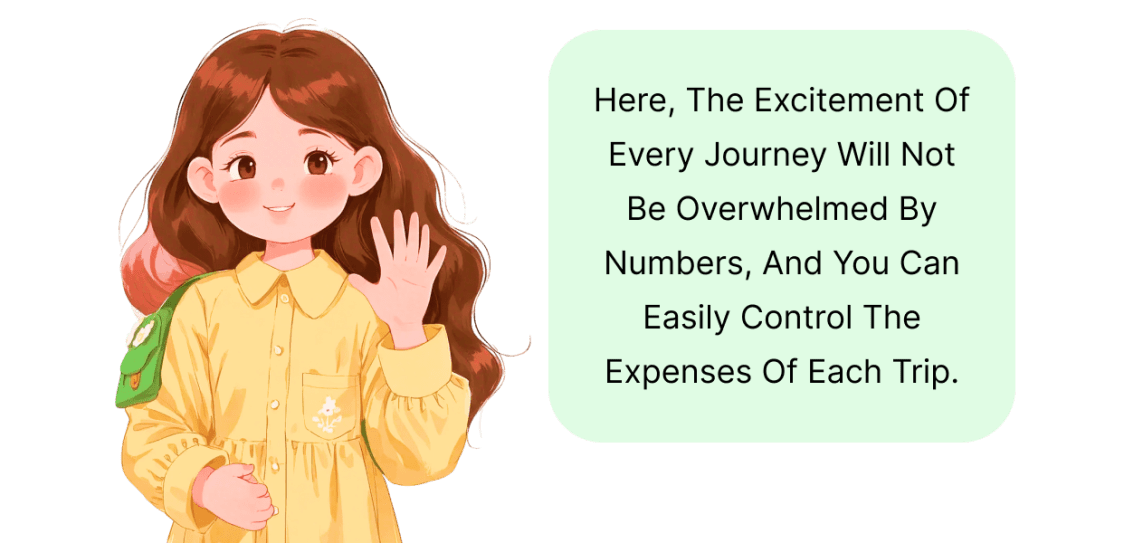 Here, The Excitement Of
Every Journey Will Not
Be Overwhelmed By
Numbers, And You Can
Easily Control The
Expenses Of Each Trip.